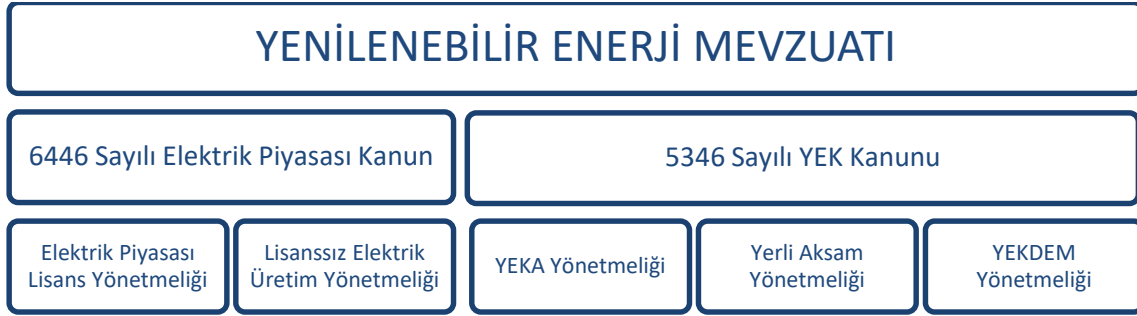 YENİLENEBİLİR ENERJİ MEVZUATI
6446 Sayılı Elektrik Piyasası Kanun
5346 Sayılı YEK Kanunu
Elektrik Piyasası
Lisans Yönetmeliği
Lisanssız Elektrik
Üretim Yönetmeliği
YEKA Yönetmeliği
Yerli Aksam
Yönetmeliği
YEKDEM
Yönetmeliği